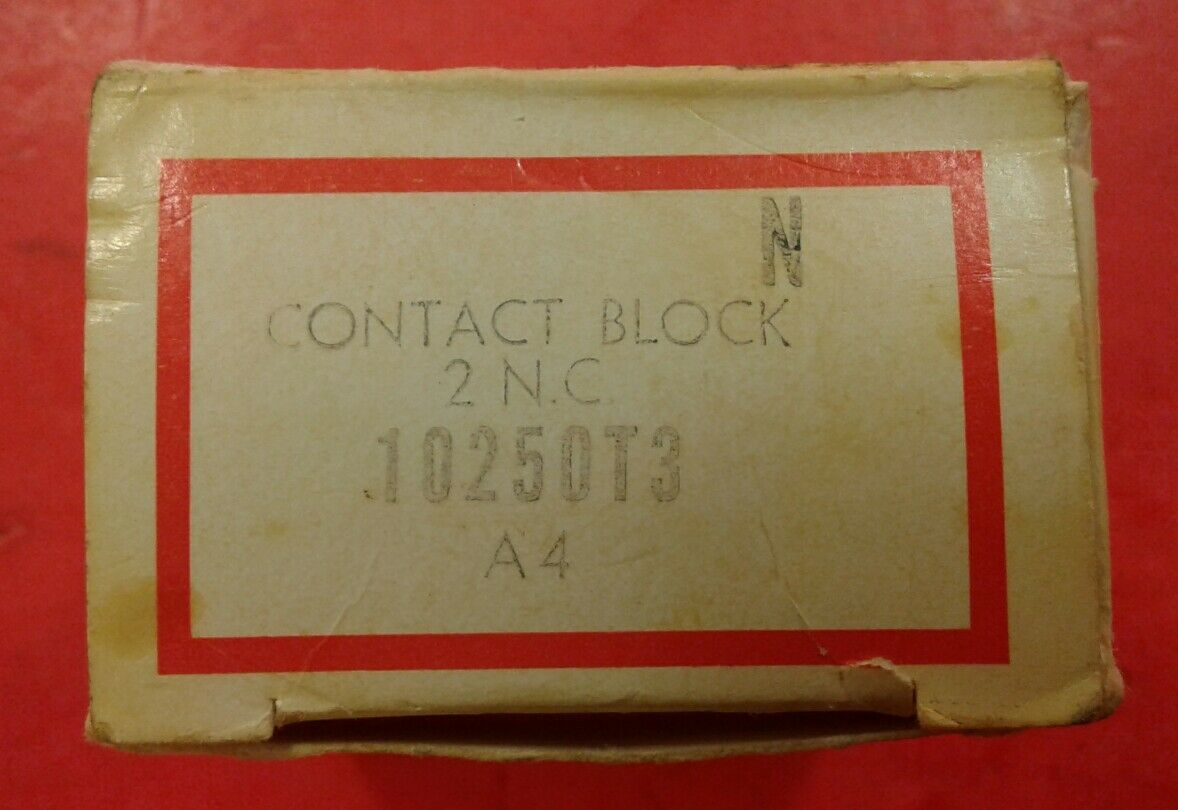 N
CONTACT BLOCK
2 N.C
10250T3
A4